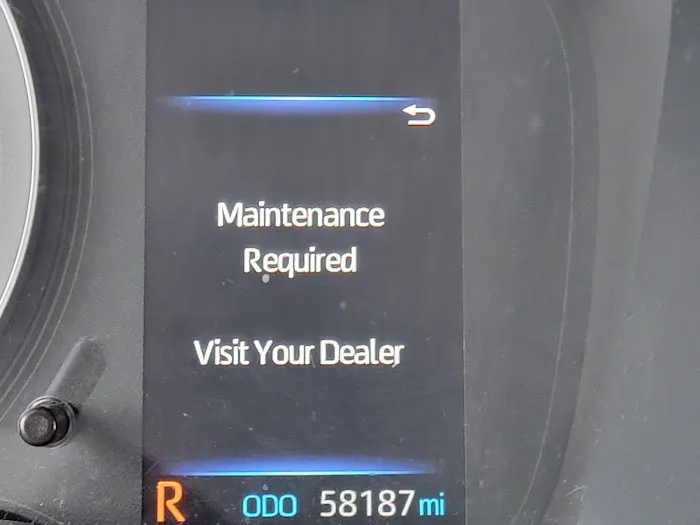 Maintenance
Required
Visit Your Dealer
R ODO 58187 mi